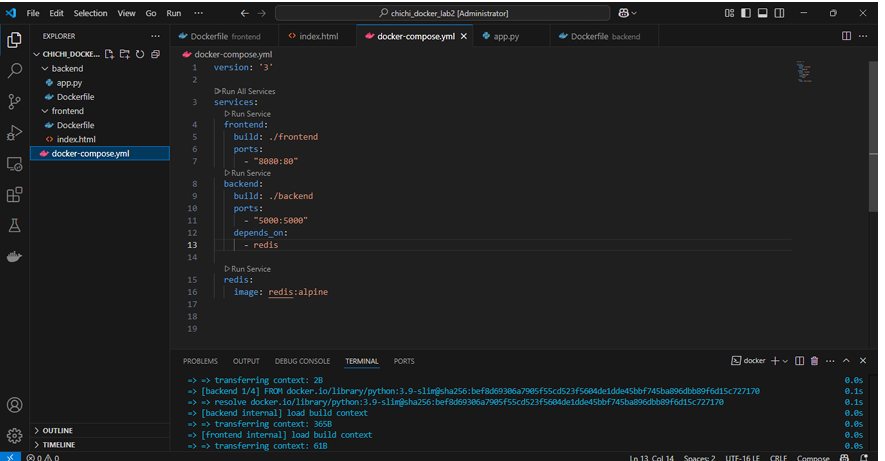 File Edit Selection View Go Run ... chichi_docker_lab2 [Administrator]
EXPLORER ...
CHICHI_DOCKE...
backend
app.py
Dockerfile
frontend
Dockerfile
index.html
docker-compose.yml
OUTLINE
TIMELINE
Dockerfile frontend index.html docker-compose.yml app.py Dockerfile backend
docker-compose.yml
1 version: '3'
2
Run All Services
3 services:
Run Service
4 frontend:
5 build: ./frontend
6 ports:
7 - "8080:80"
Run Service
8 backend:
9 build: ./backend
10 ports:
11 - "5000:5000"
12 depends_on:
13 - redis
14
Run Service
15 redis:
16 image: redis:alpine
17
18
19
PROBLEMS OUTPUT DEBUG CONSOLE TERMINAL PORTS docker
=> => transferring context: 2B 0.0s
=> [backend 1/4] FROM docker.io/library/python:3.9-slim@sha256:bef8d69306a7905f55cd523f5604de1dde45bbf745ba896dbb89f6d15c727170 0.1s
=> => resolve docker.io/library/python:3.9-slim@sha256:bef8d69306a7905f55cd523f5604de1dde45bbf745ba896dbb89f6d15c727170 0.1s
=> [backend internal] load build context 0.0s
=> => transferring context: 365B 0.0s
=> [frontend internal] load build context 0.0s
=> => transferring context: 61B 0.0s
0 0 Ln 13, Col 14 Spaces: 2 UTF-16 LE CRLF Compose